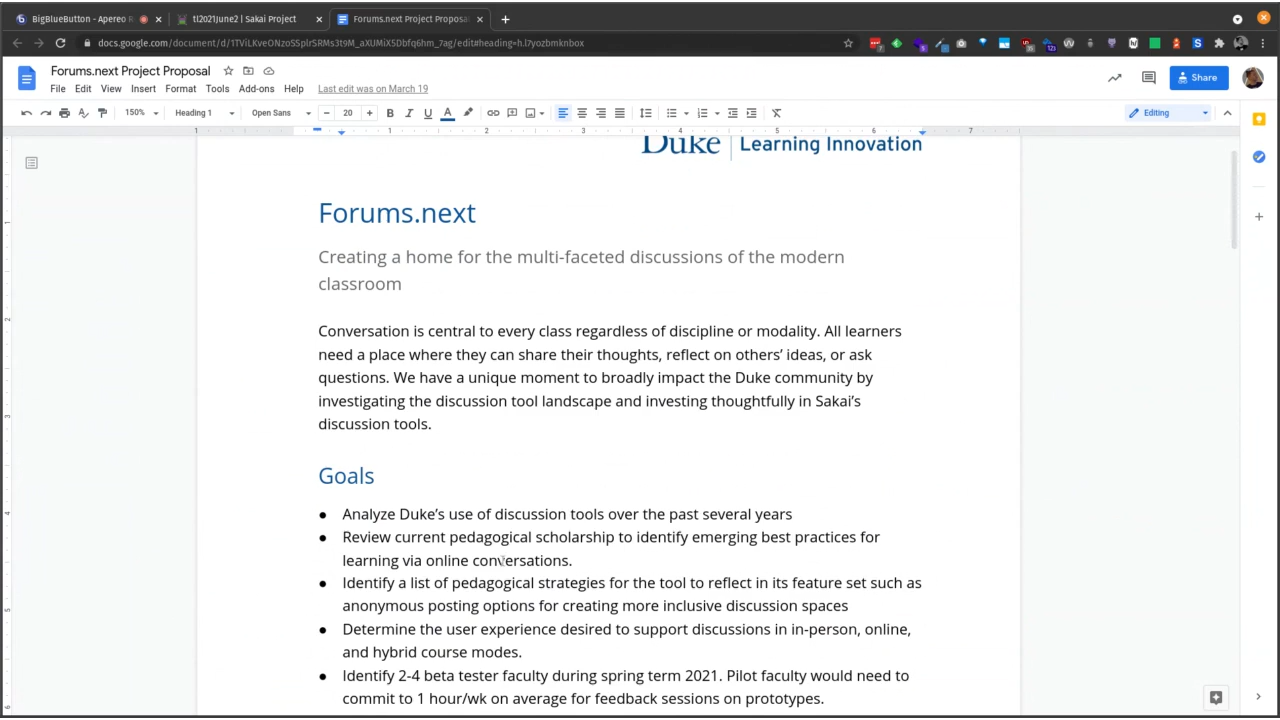 BigBlueButton - Apereo R
tl2021June2 | Sakai Project
Forums.next Project Proposa
docs.google.com/document/d/1TViLKveONzoSSplrSRMs3t9M_aXUMiX5Dbfq6hm_7ag/edit#heading=h.l7yozbmknbox
Forums.next Project Proposal
File Edit View Insert Format Tools Add-ons Help Last edit was on March 19
Share
150% Heading 1 Open Sans 20 Editing
1 1 2 3 4 5 6 7
Duke Learning Innovation
Forums.next
Creating a home for the multi-faceted discussions of the modern
classroom
Conversation is central to every class regardless of discipline or modality. All learners
need a place where they can share their thoughts, reflect on others' ideas, or ask
questions. We have a unique moment to broadly impact the Duke community by
investigating the discussion tool landscape and investing thoughtfully in Sakai's
discussion tools.
Goals
● Analyze Duke's use of discussion tools over the past several years
● Review current pedagogical scholarship to identify emerging best practices for
learning via online conversations.
● Identify a list of pedagogical strategies for the tool to reflect in its feature set such as
anonymous posting options for creating more inclusive discussion spaces
● Determine the user experience desired to support discussions in in-person, online,
and hybrid course modes.
● Identify 2-4 beta tester faculty during spring term 2021. Pilot faculty would need to
commit to 1 hour/wk on average for feedback sessions on prototypes.